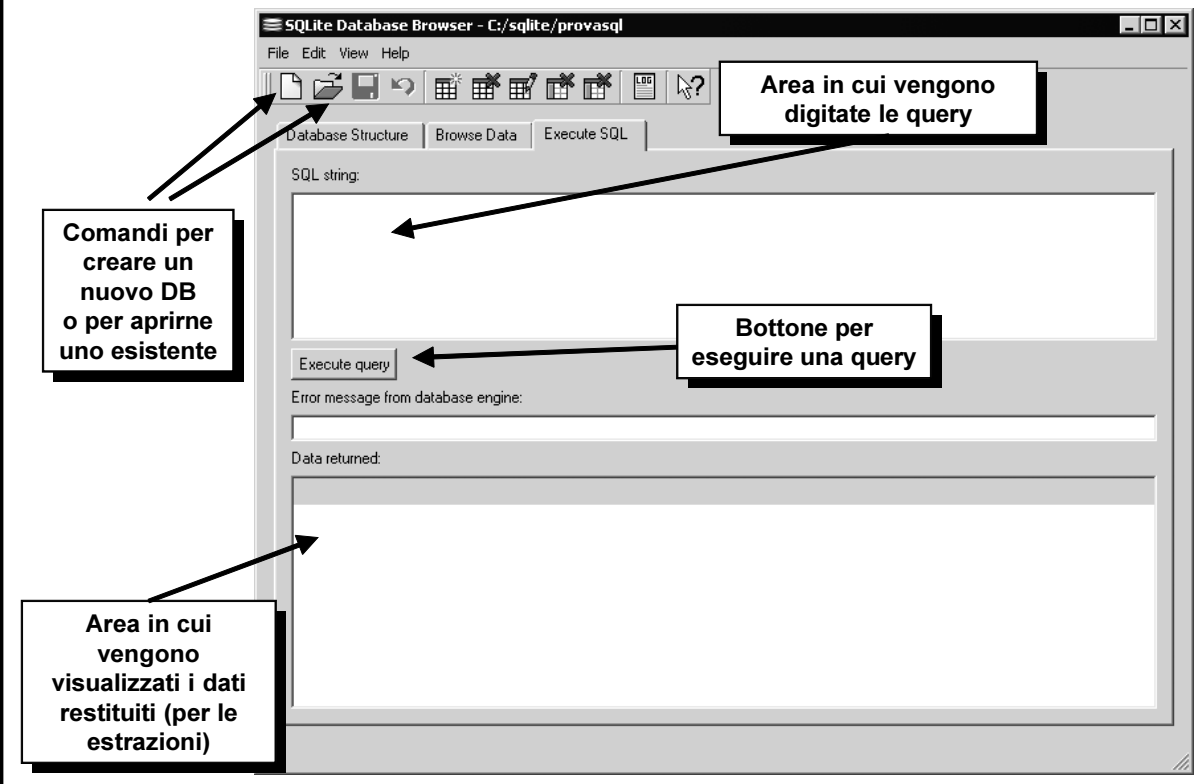 SQLite Database Browser - C:/sqlite/provasql
File Edit View Help
LOG
Area in cui vengono
digitate le query
Database Structure
Browse Data
Execute SQL
SQL string:
Comandi per
creare un
nuovo DB
o per aprirne
uno esistente
Bottone per
eseguire una query
Execute query
Error message from database engine:
Data returned:
Area in cui
vengono
visualizzati i dati
restituiti (per le
estrazioni)